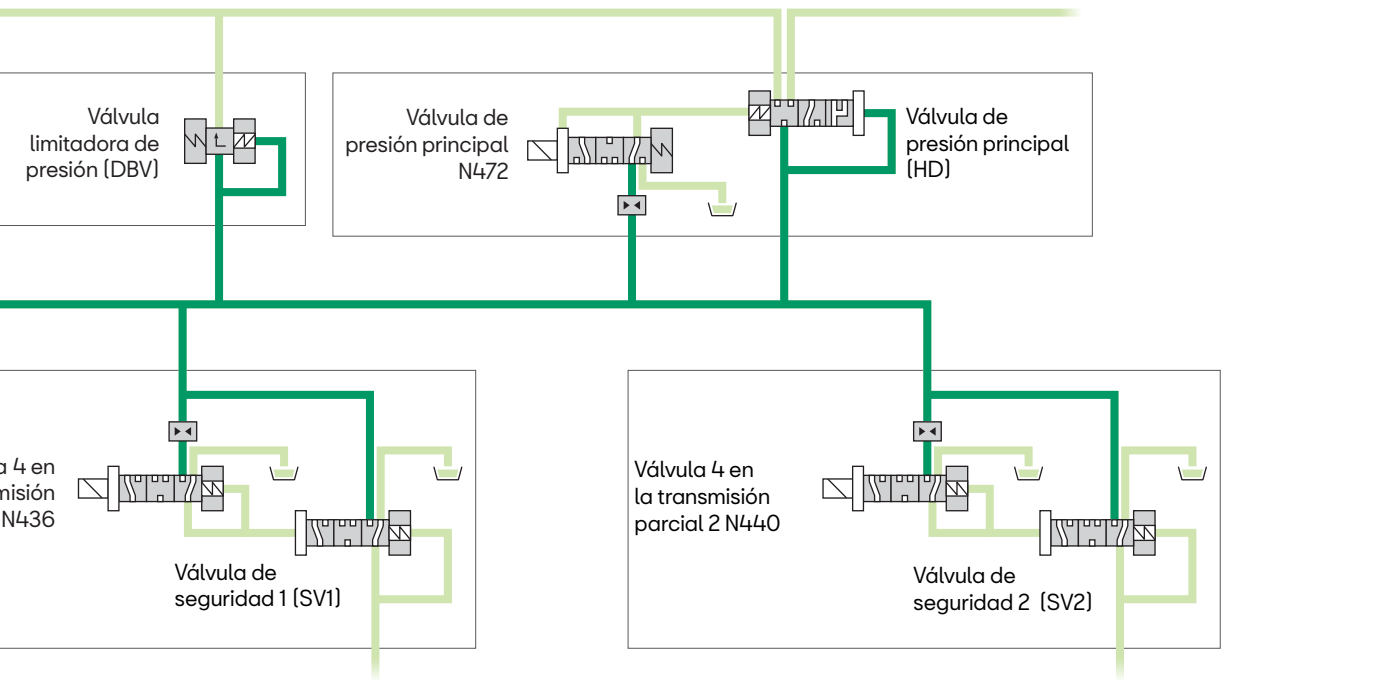 Válvula
limitadora de
presión (DBV)
Válvula de
presión principal
N472
Válvula de
presión principal
(HD)
4 en
N436
Válvula de
seguridad 1 (SV1)
Válvula 4 en
la transmisión
parcial 2 N440
Válvula de
seguridad 2 (SV2)